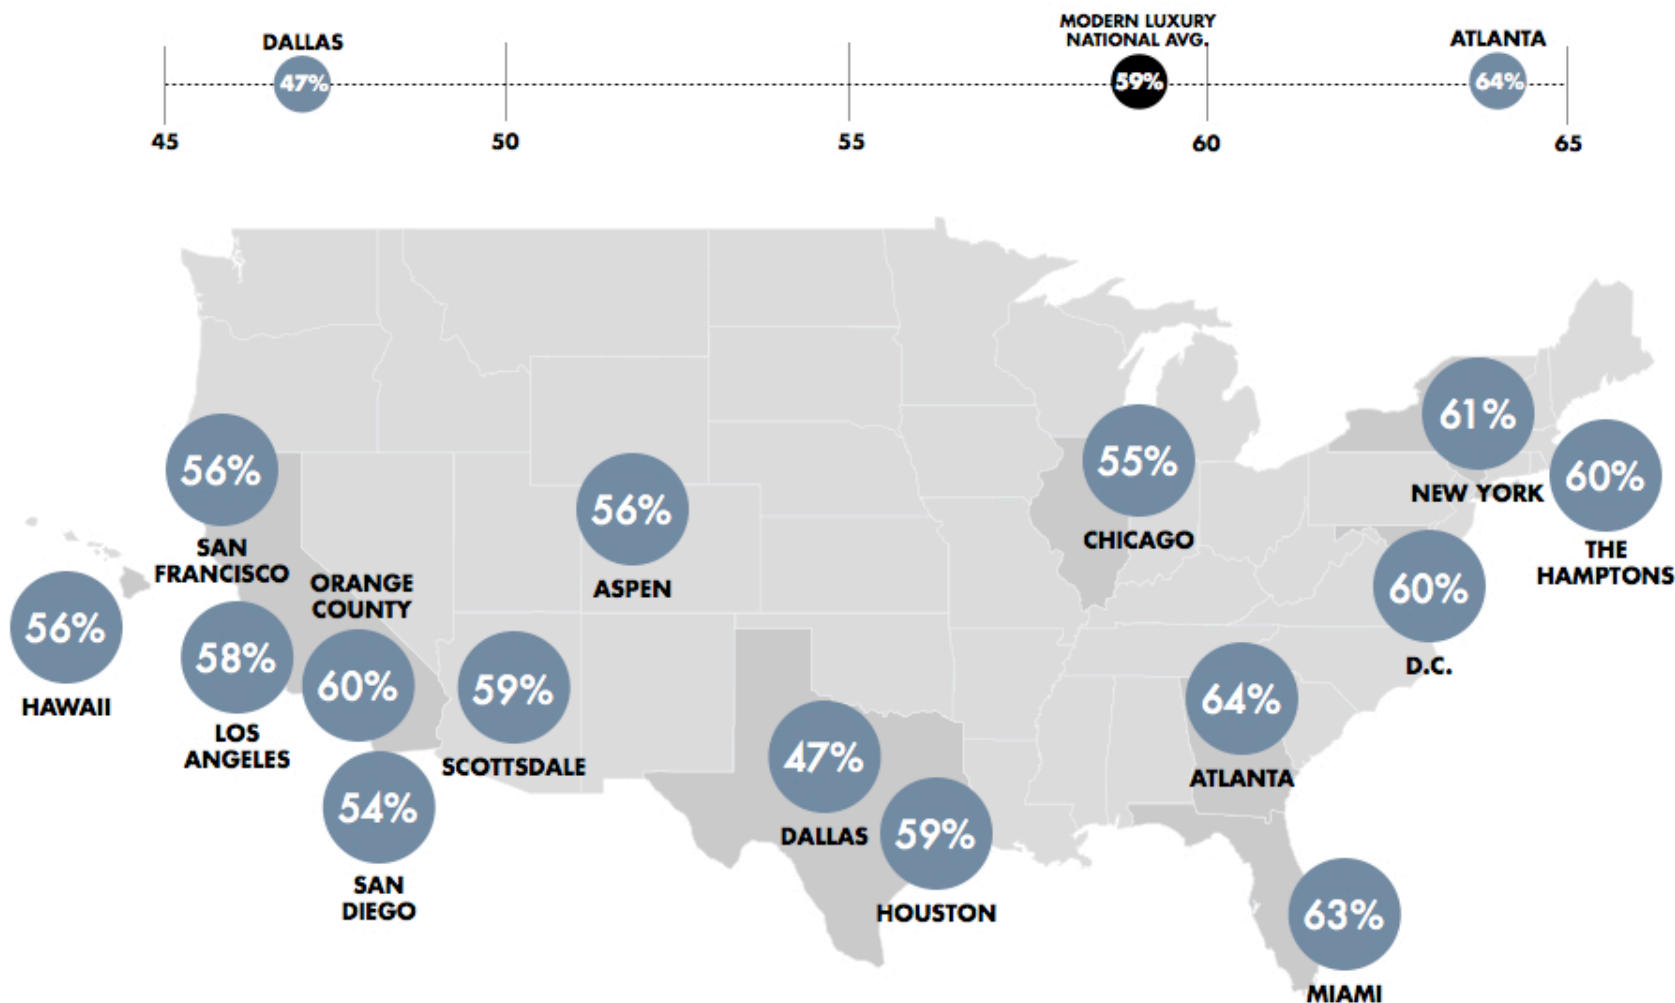 DALLAS
47%
MODERN LUXURY
NATIONAL AVG.
59%
ATLANTA
64%
45
50
55
60
65
56%
SAN
FRANCISCO
56%
HAWAII
58%
LOS
ANGELES
ORANGE
COUNTY
60%
54%
SAN
DIEGO
59%
SCOTTSDALE
56%
ASPEN
47%
DALLAS
59%
HOUSTON
55%
CHICAGO
61%
NEW YORK
60%
THE
HAMPTONS
60%
D.C.
64%
ATLANTA
63%
MIAMI